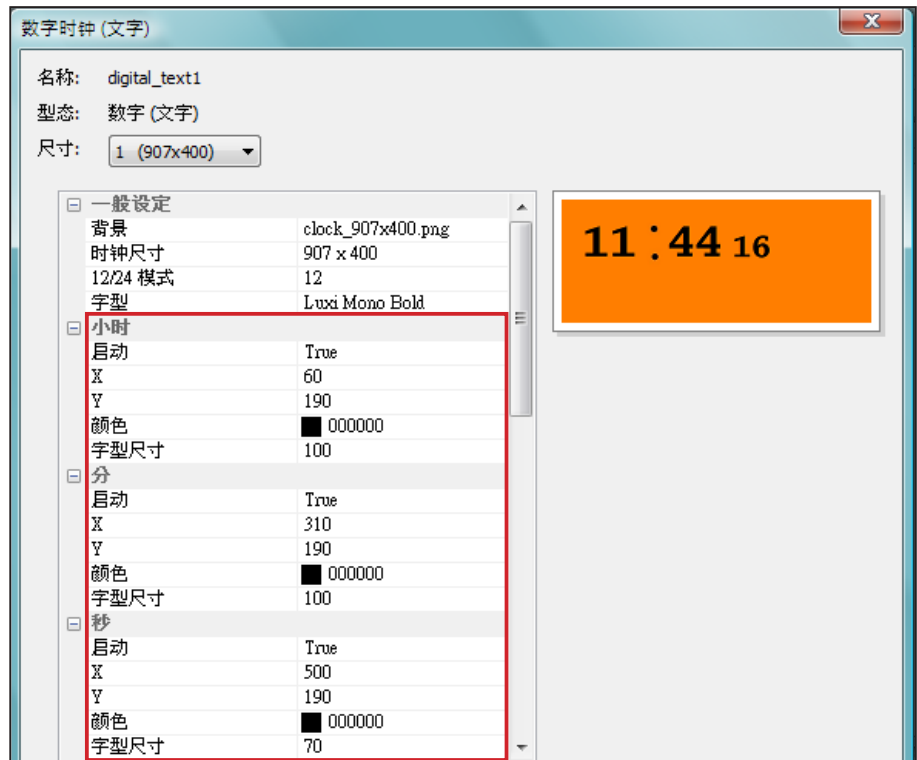 数字时钟 (文字)
名称: digital_text1
型态: 数字 (文字)
尺寸: 1 (907x400)
一般设定
背景 clock_907x400.png
时钟尺寸 907 x 400
12/24 模式 12
字型 Luxi Mono Bold
小时
启动 True
X 60
Y 190
颜色 000000
字型尺寸 100
分
启动 True
X 310
Y 190
颜色 000000
字型尺寸 100
秒
启动 True
X 500
Y 190
颜色 000000
字型尺寸 70
11:44 16